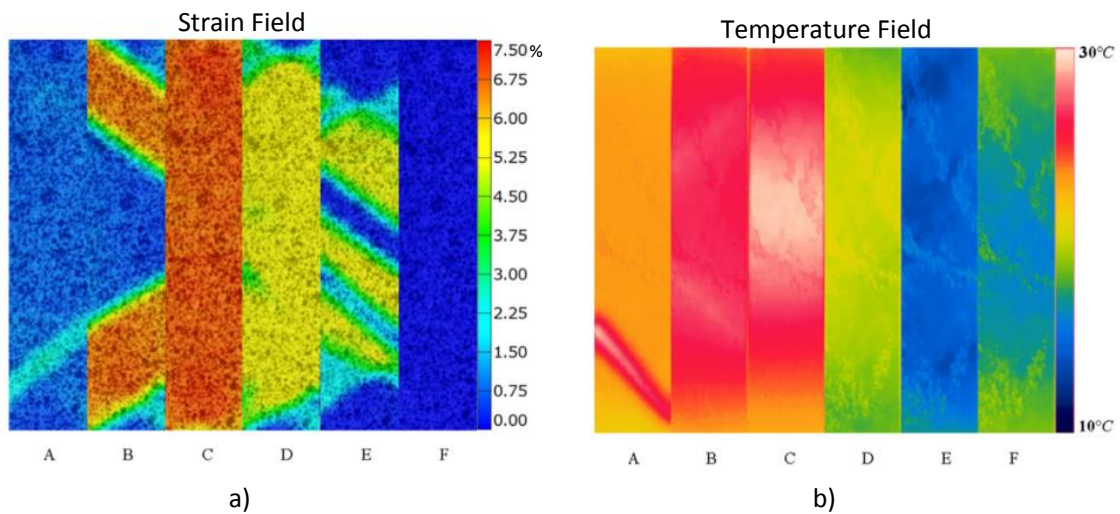 Strain Field
7.50%
6.75
6.00
5.25
4.50
3.75
3.00
2.25
1.50
0.75
0.00
A B C D E F
a)
Temperature Field
30°C
10°C
A B C D E F
b)